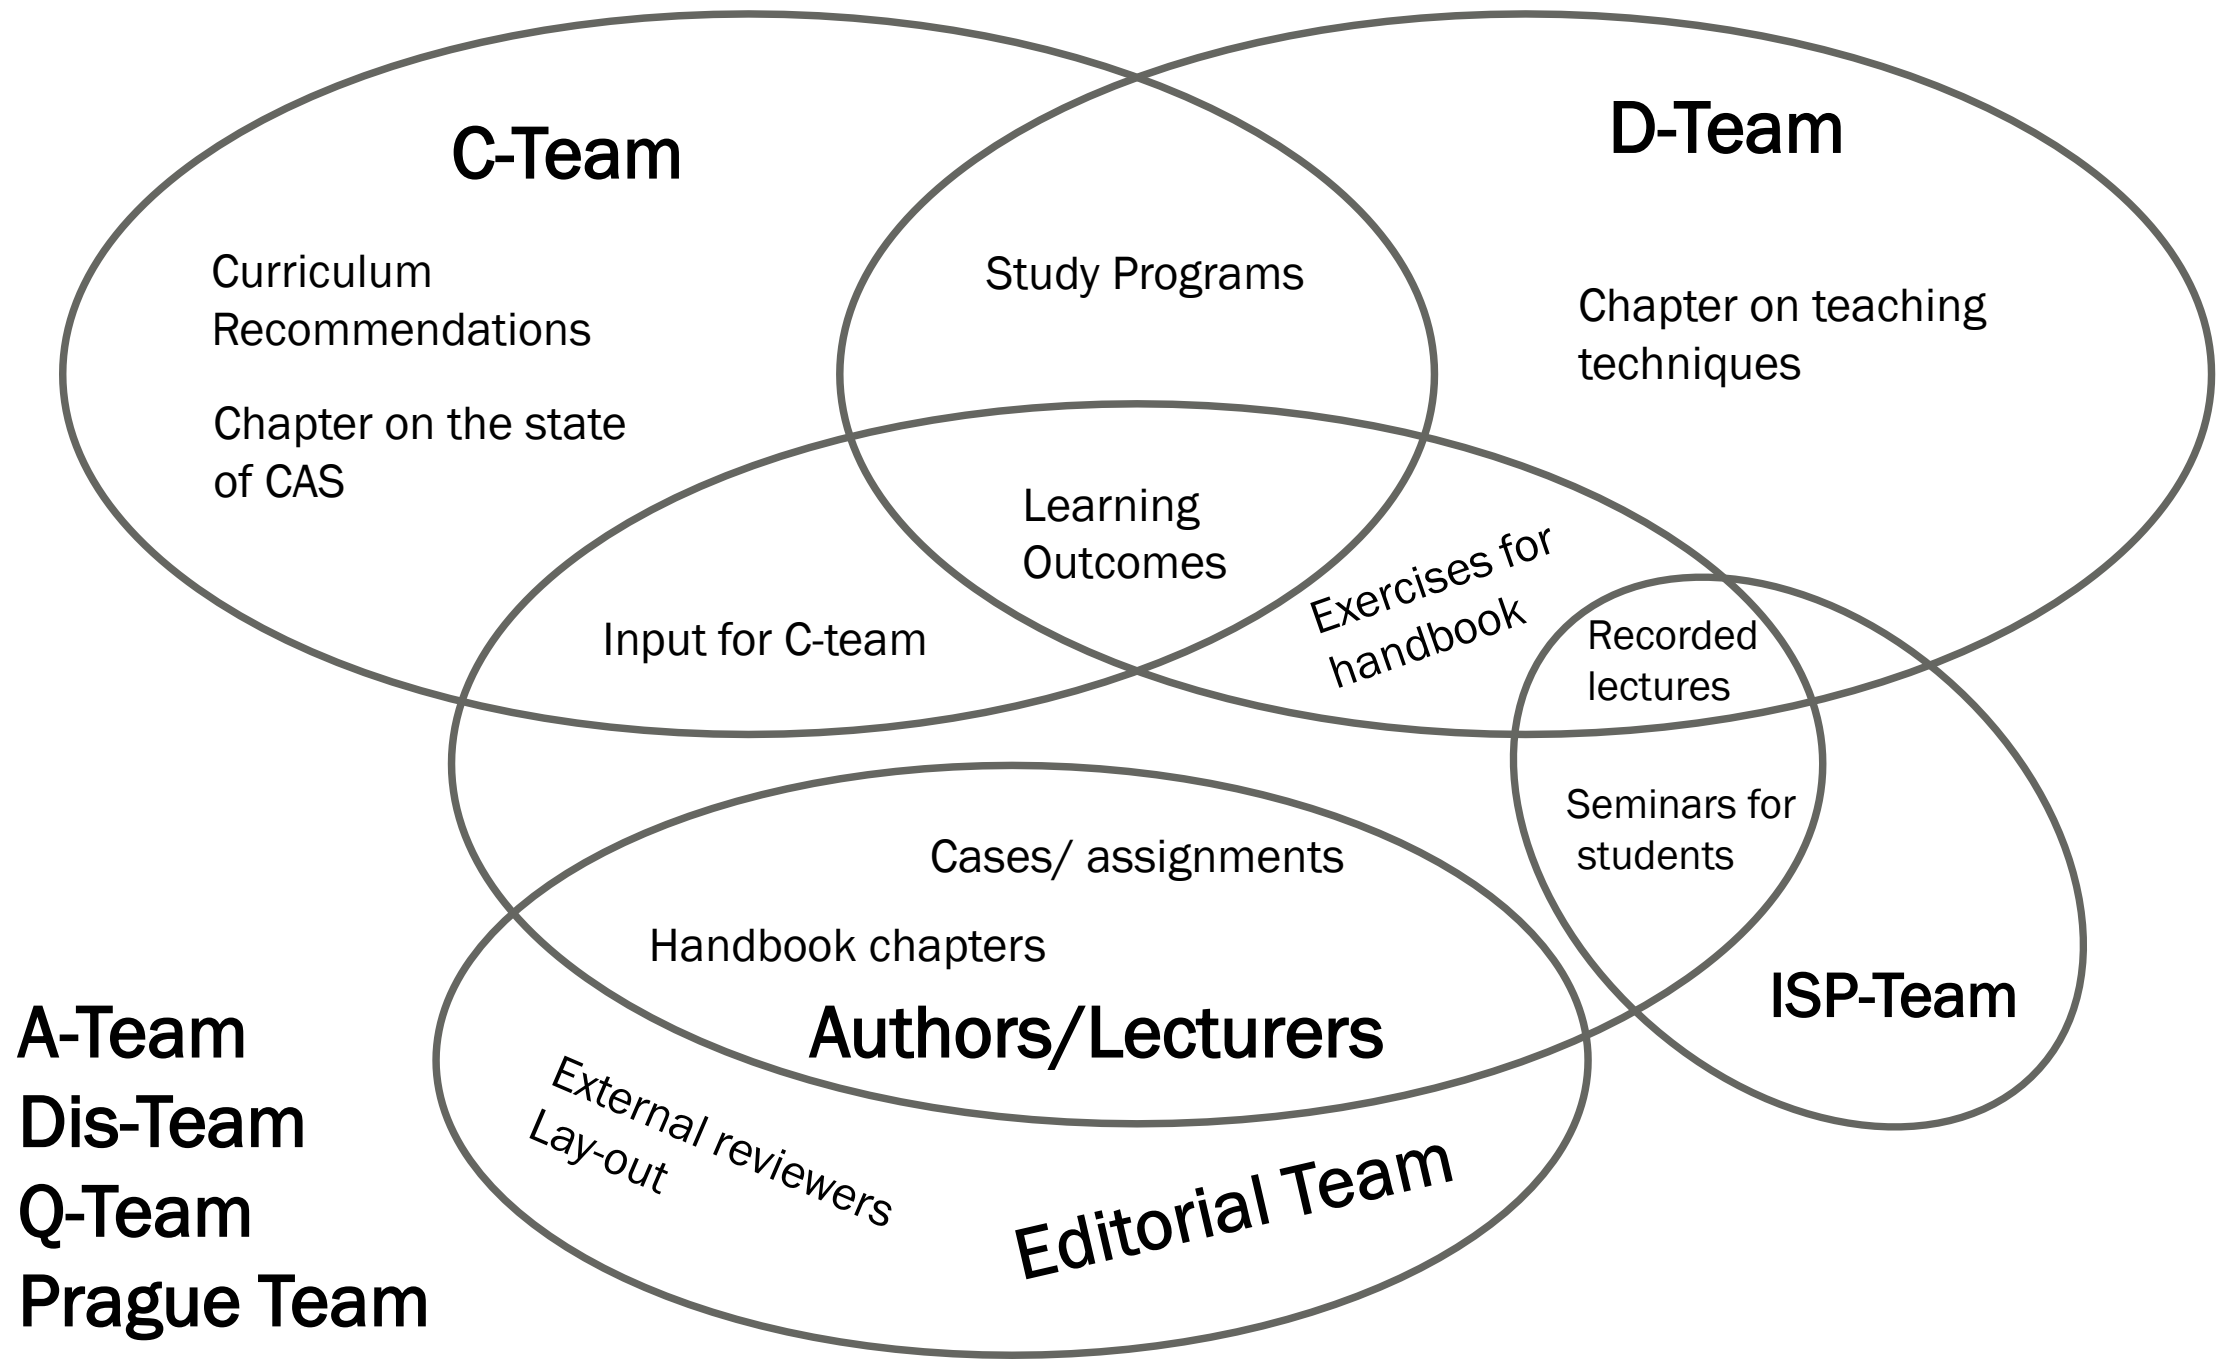 C-Team
D-Team
Curriculum
Recommendations
Study Programs
Chapter on teaching
techniques
Chapter on the state
of CAS
Learning
Outcomes
Exercises for
handbook
Input for C-team
Recorded
lectures
Seminars for
students
Cases/ assignments
Handbook chapters
Authors/Lecturers
ISP-Team
External reviewers
Lay-out
Editorial Team
A-Team
Dis-Team
Q-Team
Prague Team